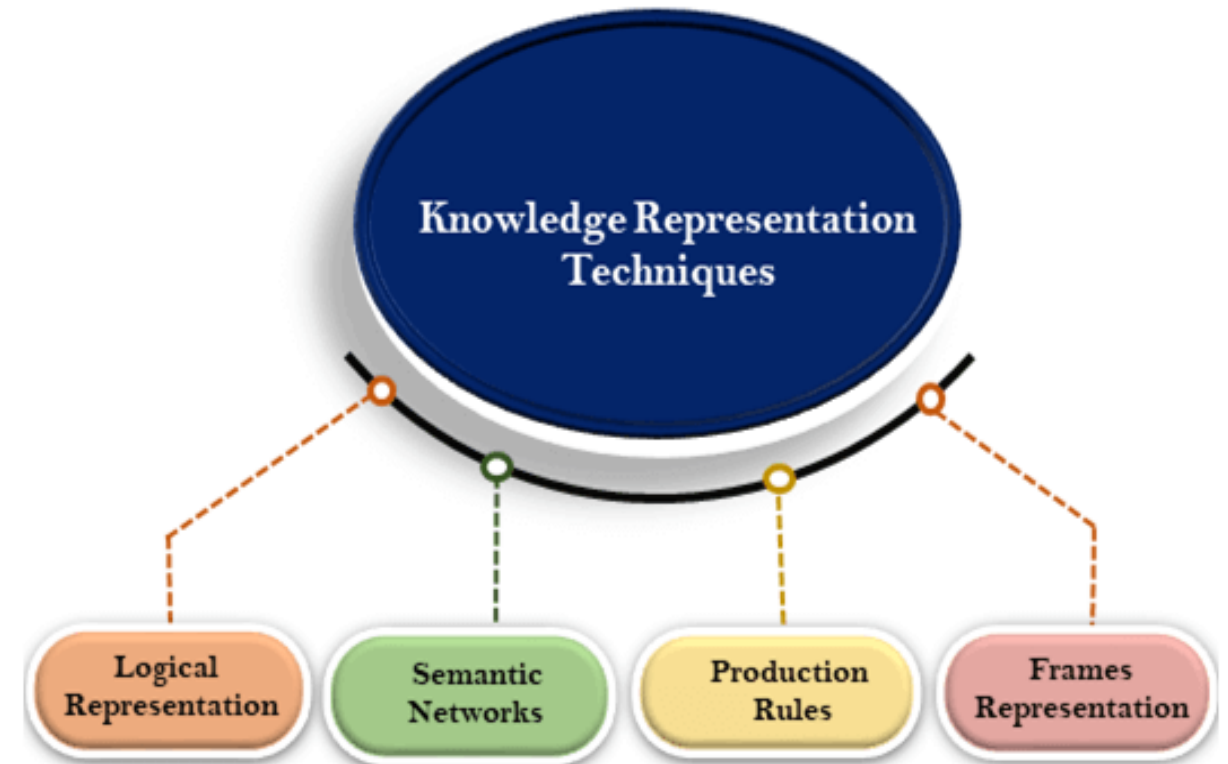 Knowledge Representation
Techniques
Logical
Representation
Semantic
Networks
Production
Rules
Frames
Representation